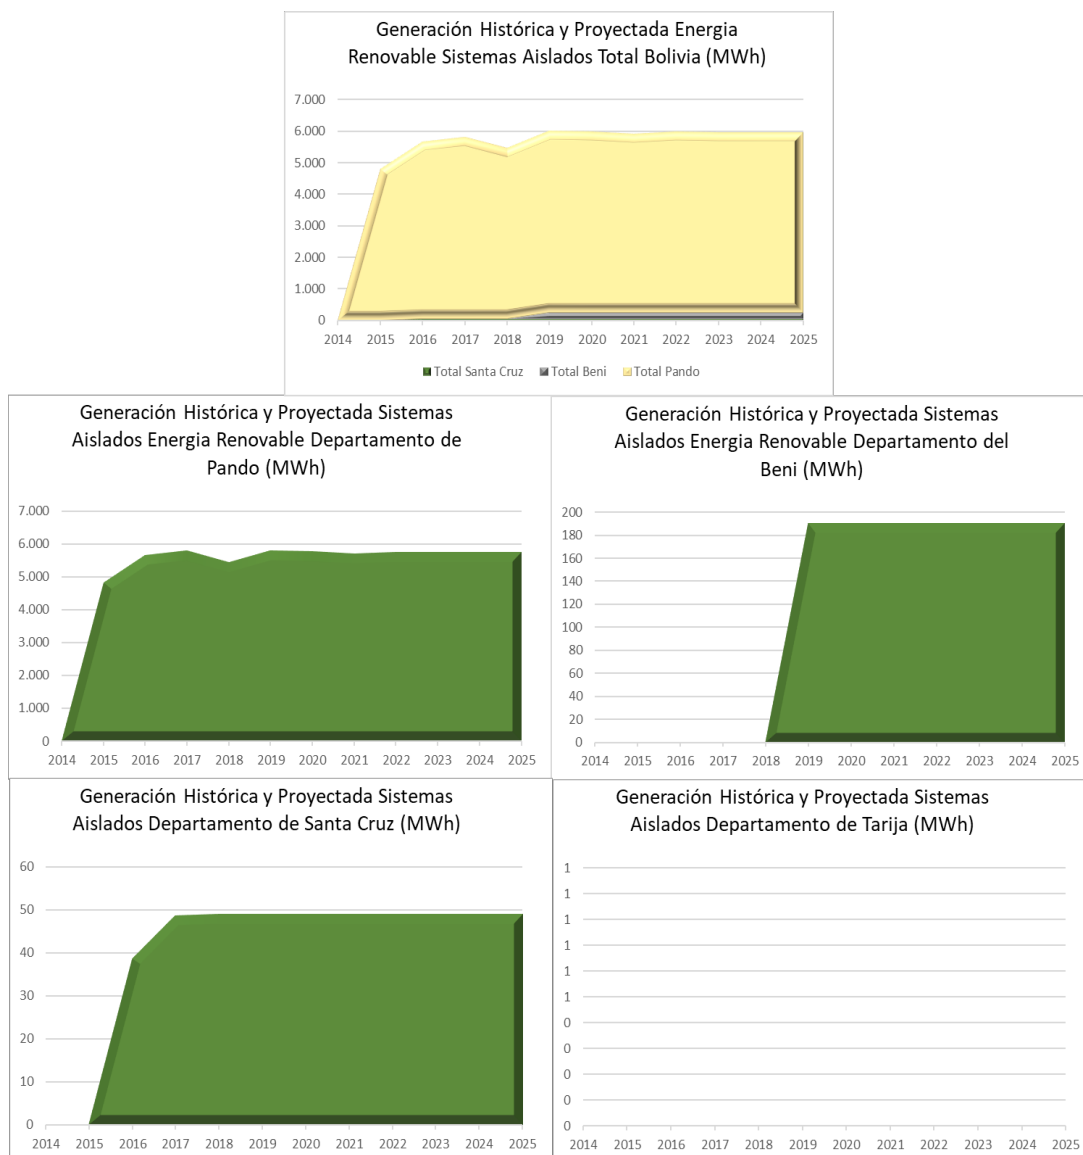 Generación Histórica y Proyectada Energia
Renovable Sistemas Aislados Total Bolivia (MWh)
7.000
6.000
5.000
4.000
3.000
2.000
1.000
0
2014 2015 2016 2017 2018 2019 2020 2021 2022 2023 2024 2025
Total Santa Cruz Total Beni Total Pando
Generación Histórica y Proyectada Sistemas
Aislados Energia Renovable Departamento de
Pando (MWh)
7.000
6.000
5.000
4.000
3.000
2.000
1.000
0
2014 2015 2016 2017 2018 2019 2020 2021 2022 2023 2024 2025
Generación Histórica y Proyectada Sistemas
Aislados Energia Renovable Departamento del
Beni (MWh)
200
180
160
140
120
100
80
60
40
20
0
2014 2015 2016 2017 2018 2019 2020 2021 2022 2023 2024 2025
Generación Histórica y Proyectada Sistemas
Aislados Departamento de Santa Cruz (MWh)
60
50
40
30
20
10
0
2014 2015 2016 2017 2018 2019 2020 2021 2022 2023 2024 2025
Generación Histórica y Proyectada Sistemas
Aislados Departamento de Tarija (MWh)
1
1
1
1
1
1
0
0
0
0
0
2014 2015 2016 2017 2018 2019 2020 2021 2022 2023 2024 2025